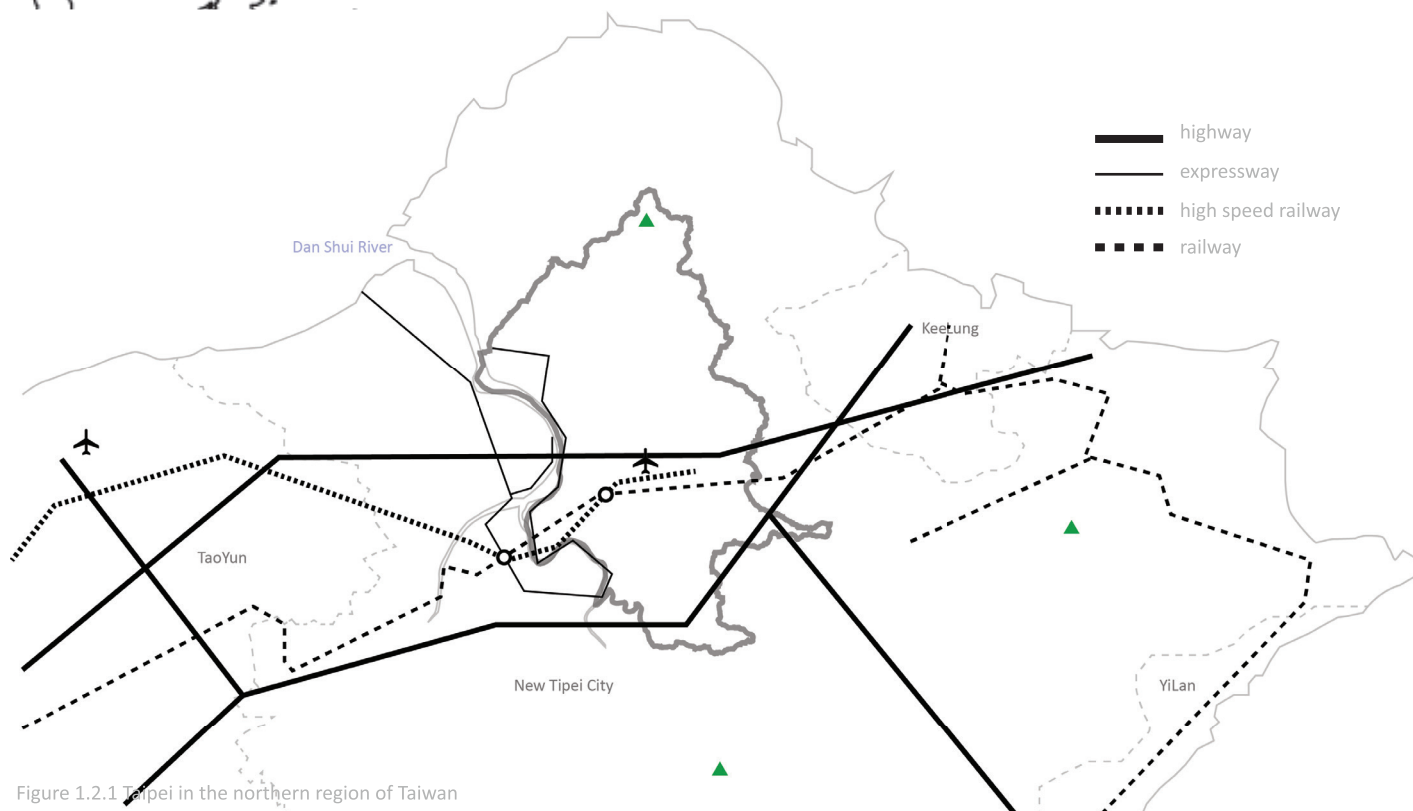 highway
expressway
high speed railway
railway
Dan Shui River
KeeLung
TaoYun
New Tipei City
YiLan
Figure 1.2.1 Taipei in the northern region of Taiwan